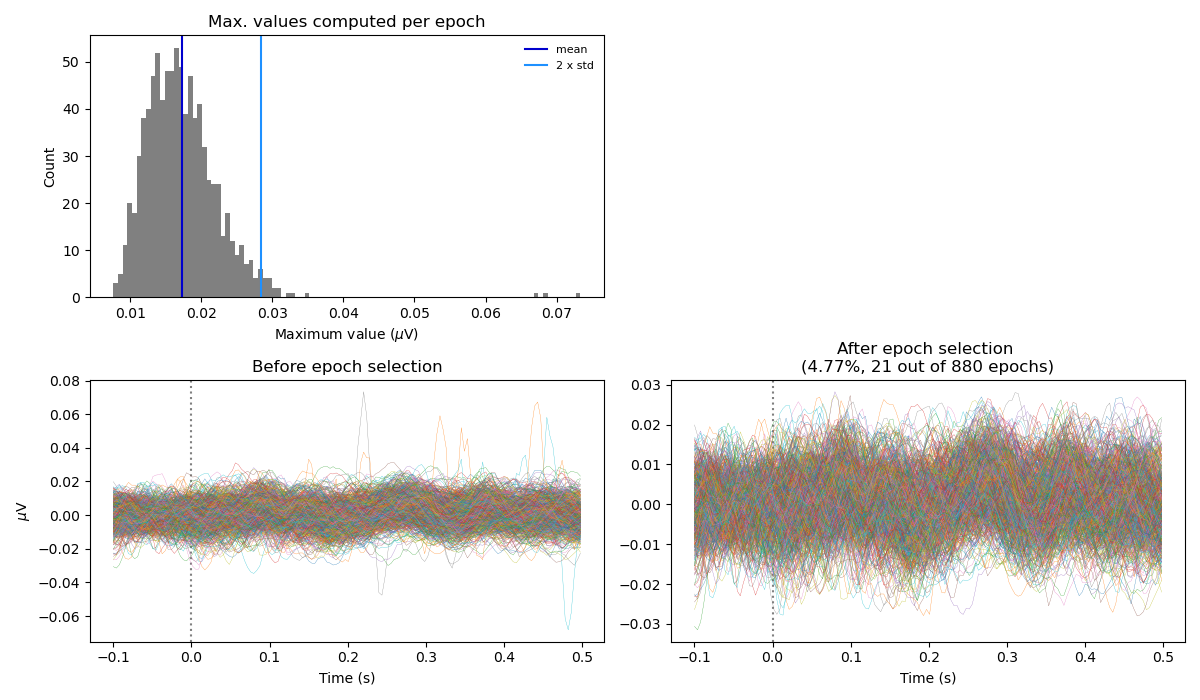 Max. values computed per epoch
mean
2 x std
50
40
30
20
10
0
Count
0.01 0.02 0.03 0.04 0.05 0.06 0.07
Maximum value (μV)
Before epoch selection
0.08
0.06
0.04
0.02
0.00
−0.02
−0.04
−0.06
μV
−0.1 0.0 0.1 0.2 0.3 0.4 0.5
Time (s)
After epoch selection
(4.77%, 21 out of 880 epochs)
0.03
0.02
0.01
0.00
−0.01
−0.02
−0.03
−0.1 0.0 0.1 0.2 0.3 0.4 0.5
Time (s)